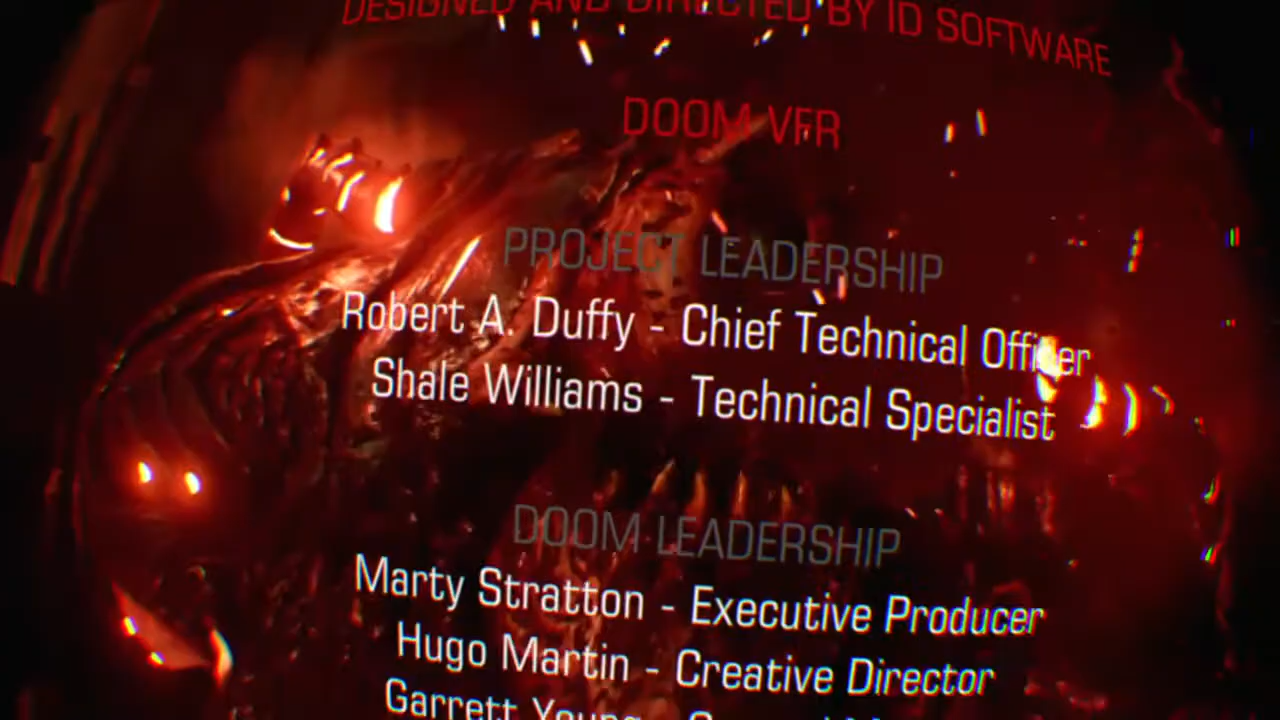 DESIGNED AND DIRECTED BY ID SOFTWARE
DOOM VFR
PROJECT LEADERSHIP
Robert A. Duffy - Chief Technical Officer
Shale Williams - Technical Specialist
DOOM LEADERSHIP
Marty Stratton - Executive Producer
Hugo Martin - Creative Director
Garrett Young -